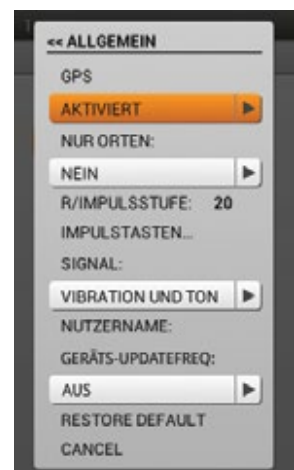 << ALLGEMEIN
GPS
AKTIVIERT
NUR ORTEN:
NEIN
R/IMPULSSTUFE: 20
IMPULSTASTEN...
SIGNAL:
VIBRATION UND TON
NUTZERNAME:
GERÄTS-UPDATEFREQ:
AUS
RESTORE DEFAULT
CANCEL